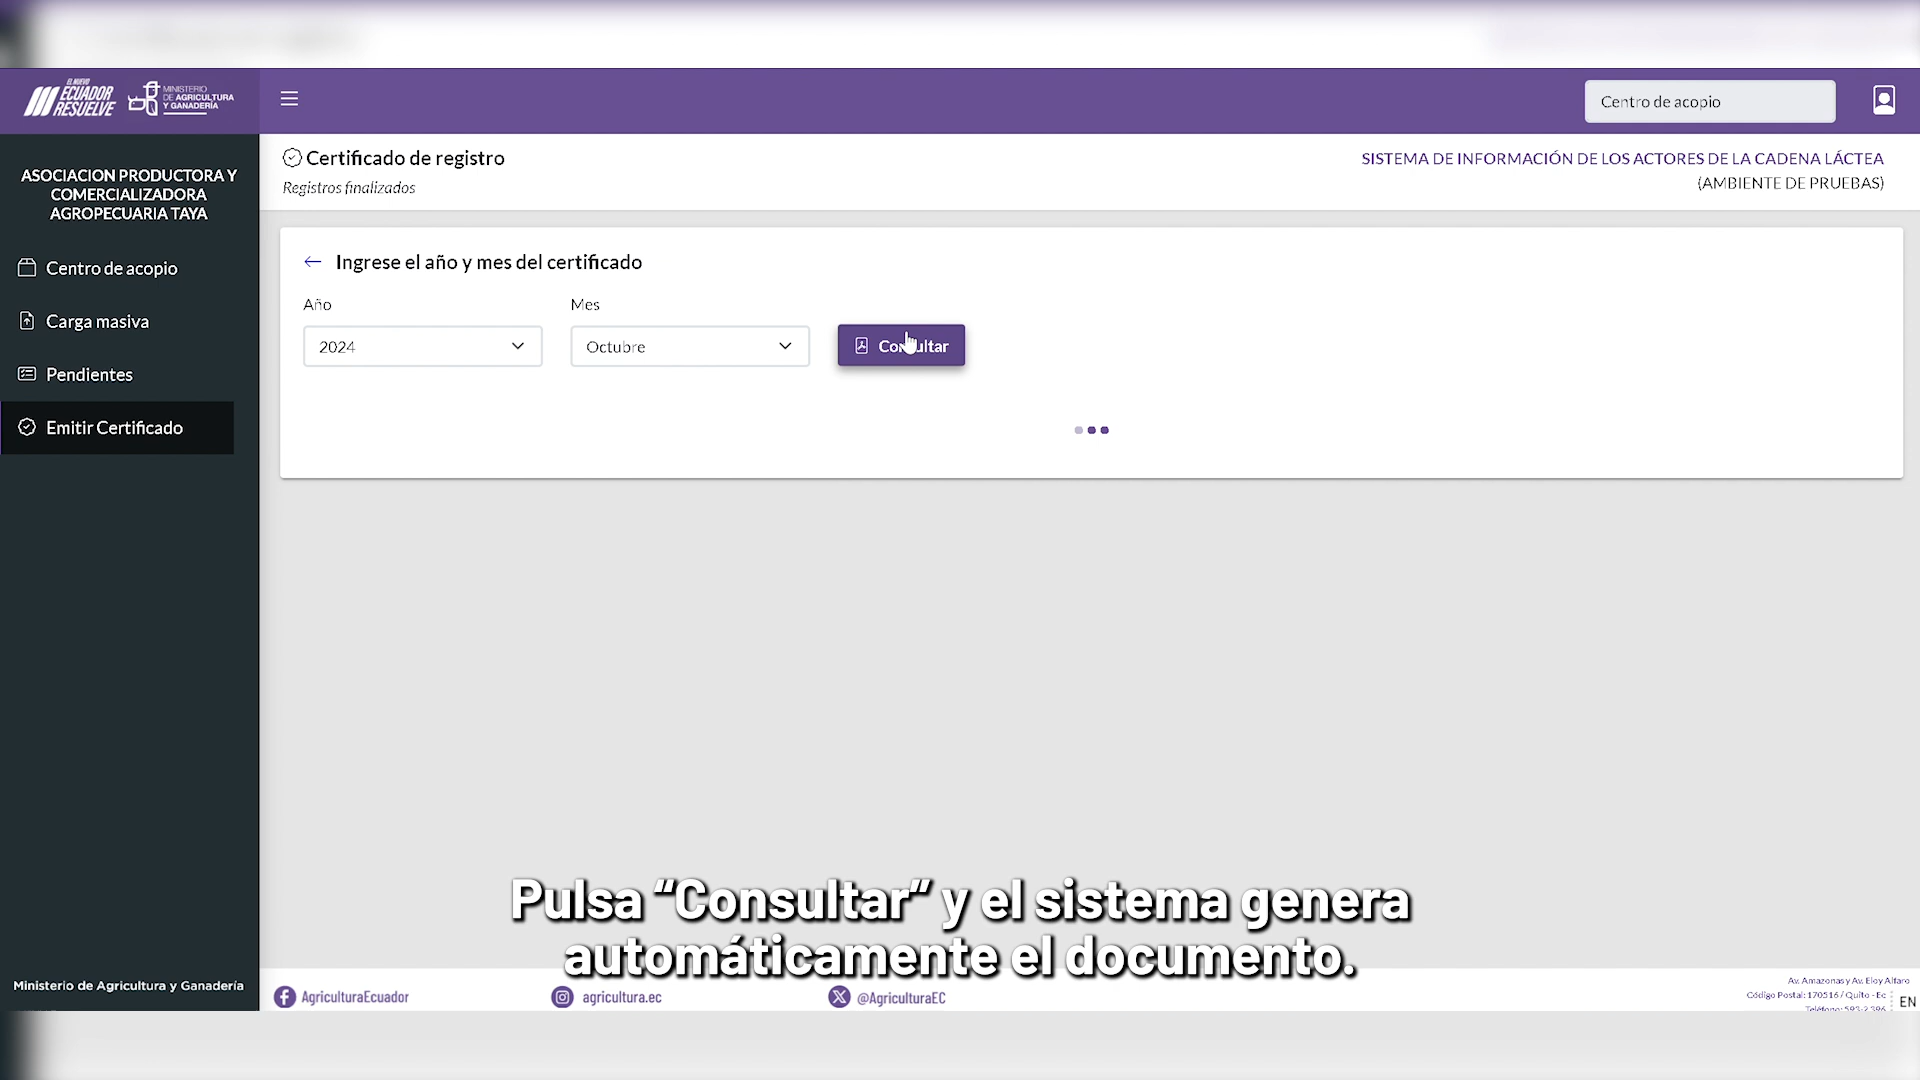 EL NUEVO
ECUADOR
RESUELVE
MINISTERIO
DE AGRICULTURA
Y GANADERÍA
Centro de acopio
ASOCIACION PRODUCTORA Y
COMERCIALIZADORA
AGROPECUARIA TAYA
Certificado de registro
Registros finalizados
SISTEMA DE INFORMACIÓN DE LOS ACTORES DE LA CADENA LÁCTEA
(AMBIENTE DE PRUEBAS)
Centro de acopio
Carga masiva
Pendientes
Emitir Certificado
Ingrese el año y mes del certificado
Año
Mes
2024
Octubre
Consultar
Pulsa “Consultar” y el sistema genera
automáticamente el documento.
Ministerio de Agricultura y Ganadería
AgriculturaEcuador
agricultura.ec
@AgriculturaEC
Av. Amazonas y Av. Eloy Alfaro
Código Postal: 170516 / Quito - Ec
Teléfono: 593-2 396
EN